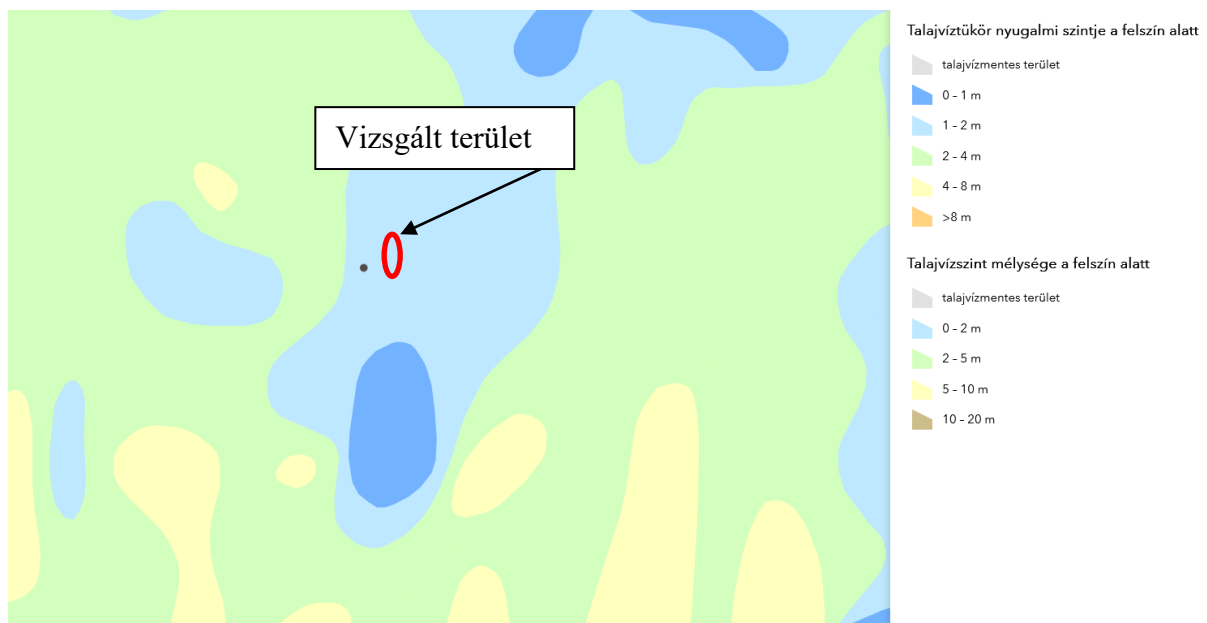 Vizsgált terület
Talajvíztükör nyugalmi szintje a felszín alatt
talajvízmentes terület
0 – 1 m
1 – 2 m
2 – 4 m
4 – 8 m
>8 m
Talajvízszint mélysége a felszín alatt
talajvízmentes terület
0 – 2 m
2 – 5 m
5 – 10 m
10 – 20 m